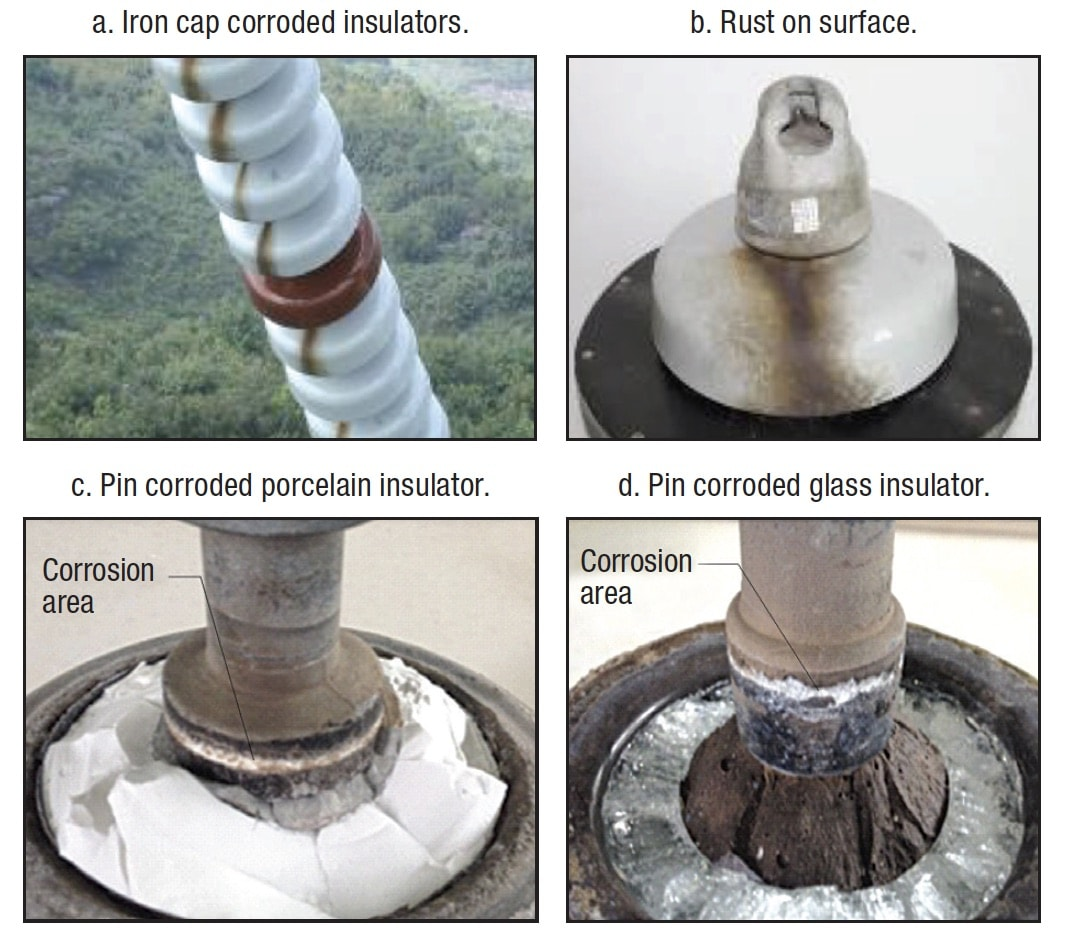 a. Iron cap corroded insulators.
b. Rust on surface.
c. Pin corroded porcelain insulator.
d. Pin corroded glass insulator.
Corrosion
area
Corrosion
area